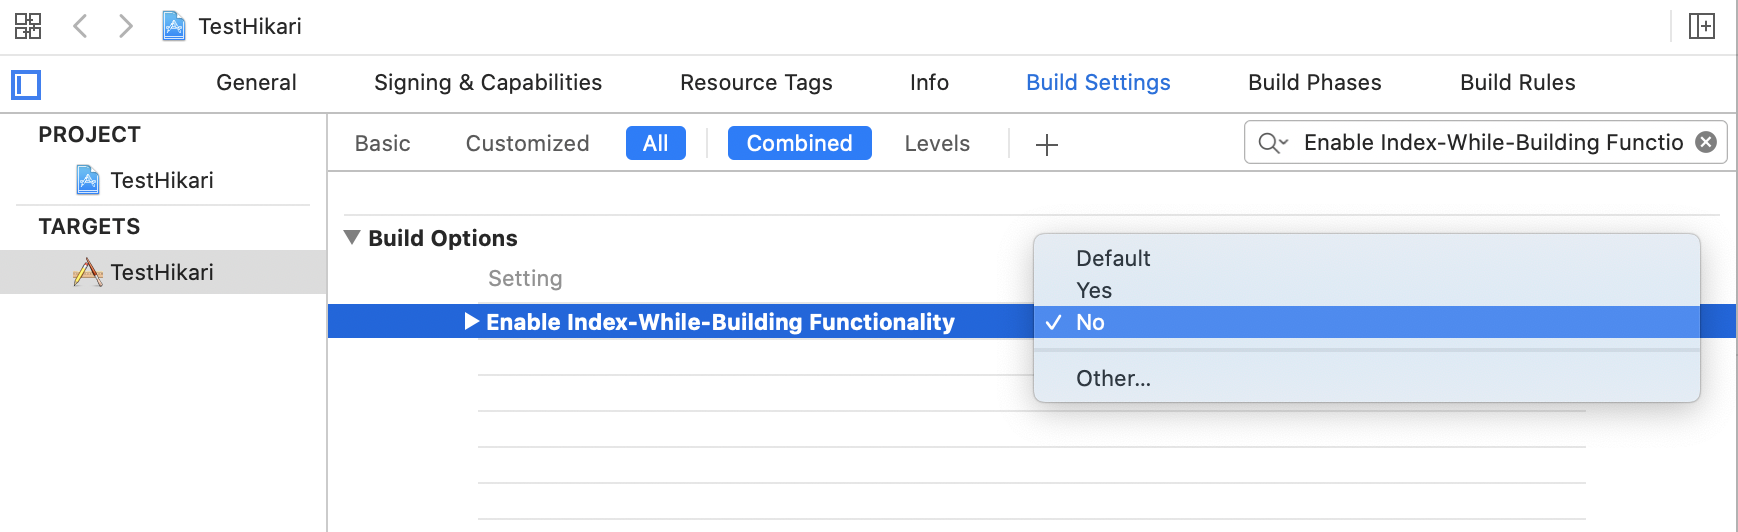 TestHikari
General Signing & Capabilities Resource Tags Info Build Settings Build Phases Build Rules
PROJECT
TestHikari
TARGETS
TestHikari
Basic Customized All Combined Levels
Enable Index-While-Building Functio
Build Options
Setting
Enable Index-While-Building Functionality
Default
Yes
No
Other...